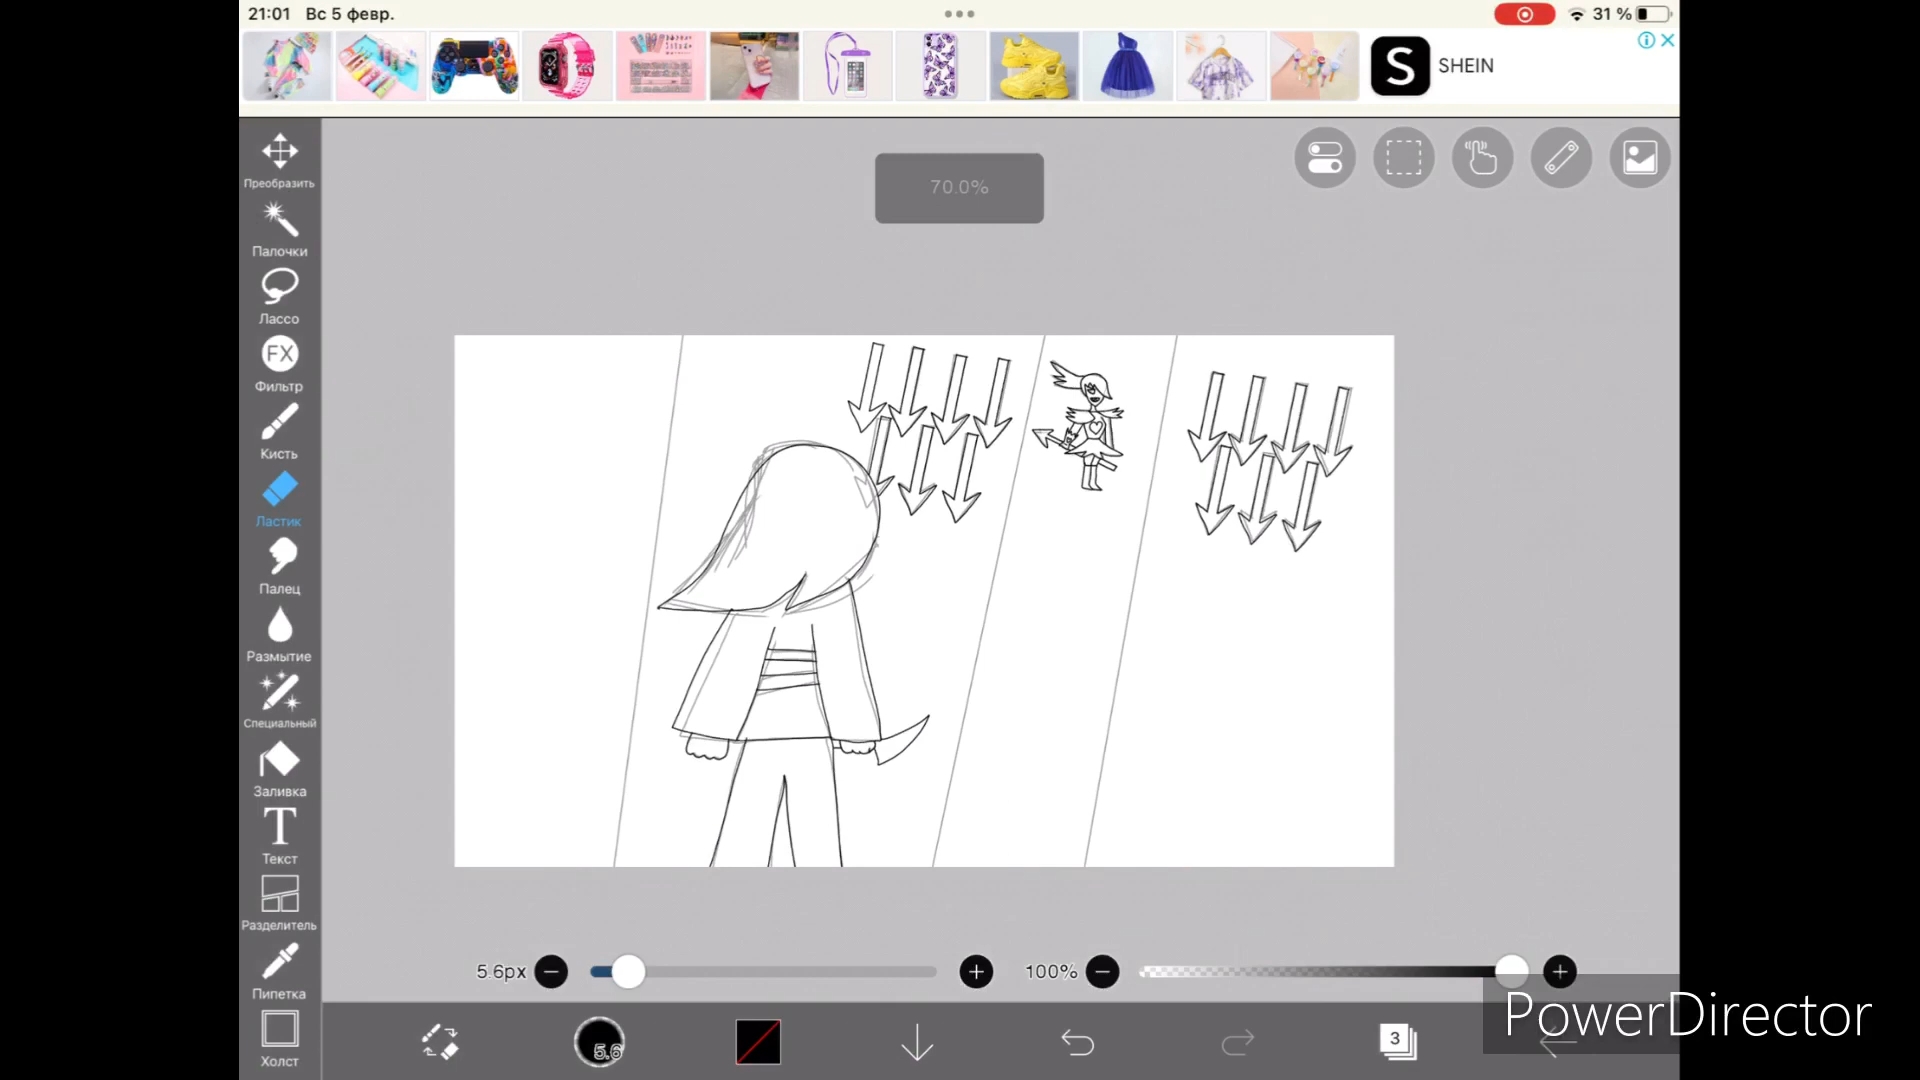 21:01 Вс 5 февр.
31 %
S SHEIN
70.0%
Преобразить
Палочки
Лассо
FX
Фильтр
Кисть
Ластик
Палец
Размытие
Специальный
Заливка
T
Текст
Разделитель
Пипетка
Холст
5.6px
100%
5.6
3
PowerDirector